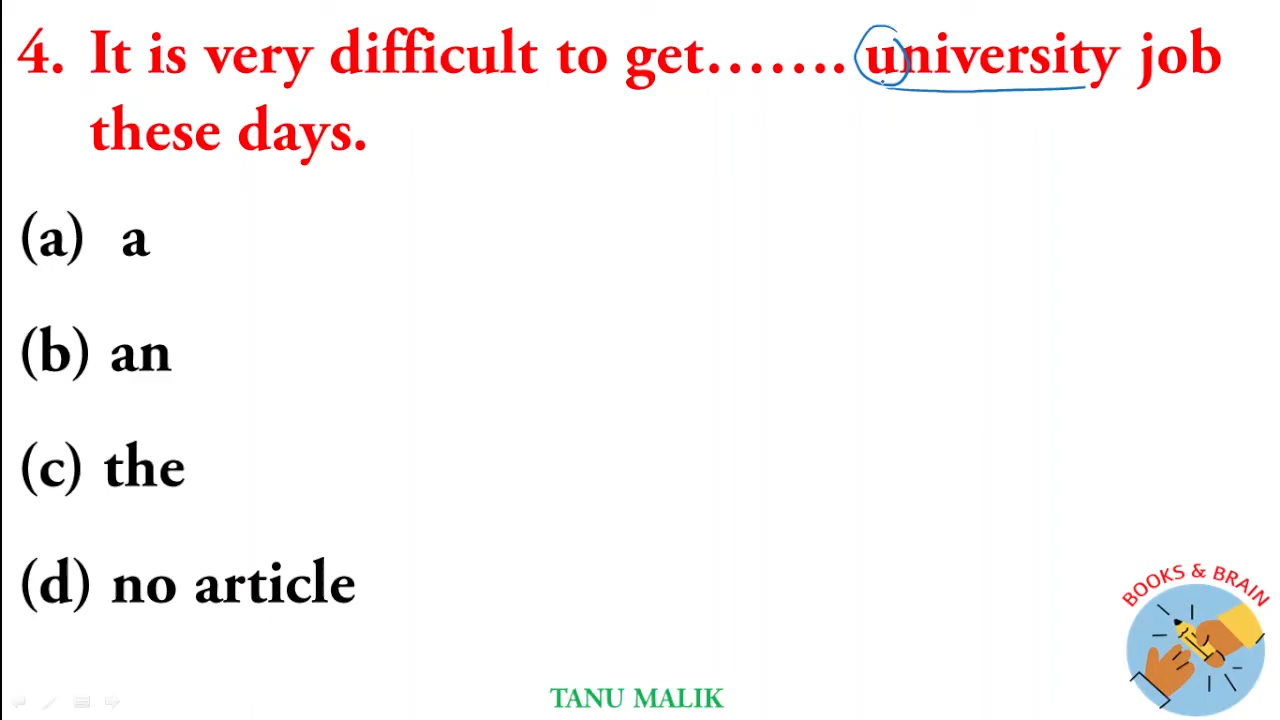 4. It is very difficult to get....... university job
these days.
(a) a
(b) an
(c) the
(d) no article
BOOKS & BRAIN
TANU MALIK